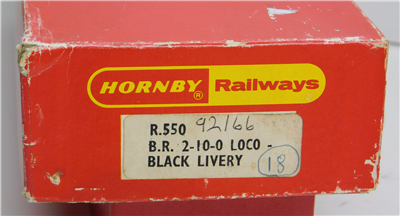 HORNBY ® Railways
R.550 92166
B.R. 2-10-0 LOCO -
BLACK LIVERY 18